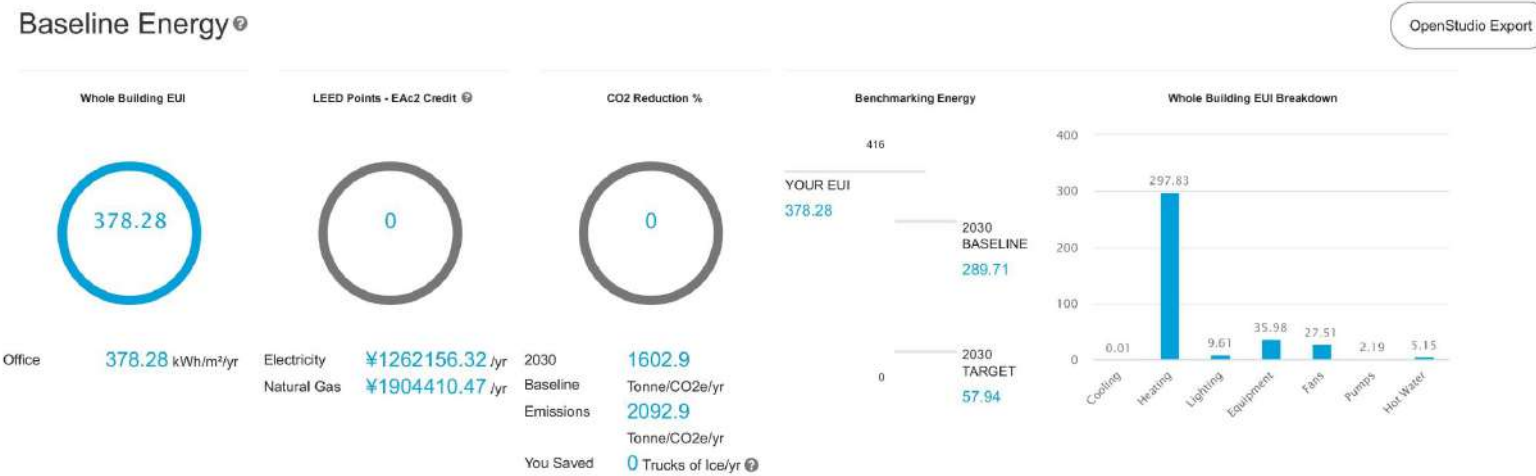 Baseline Energy
OpenStudio Export
Whole Building EUI
378.28
Office 378.28 kWh/m²/yr
LEED Points - EAc2 Credit
0
Electricity ¥1262156.32 /yr
Natural Gas ¥1904410.47 /yr
CO2 Reduction %
0
2030 1602.9
Baseline Tonne/CO2e/yr
Emissions 2092.9
Tonne/CO2e/yr
You Saved 0 Trucks of Ice/yr
Benchmarking Energy
416
YOUR EUI
378.28
2030
BASELINE
289.71
2030
TARGET
57.94
0
Whole Building EUI Breakdown
400
300
200
100
0
0.01
297.83
9.61
35.98
27.51
2.19
5.15
Cooling
Heating
Lighting
Equipment
Fans
Pumps
Hot Water